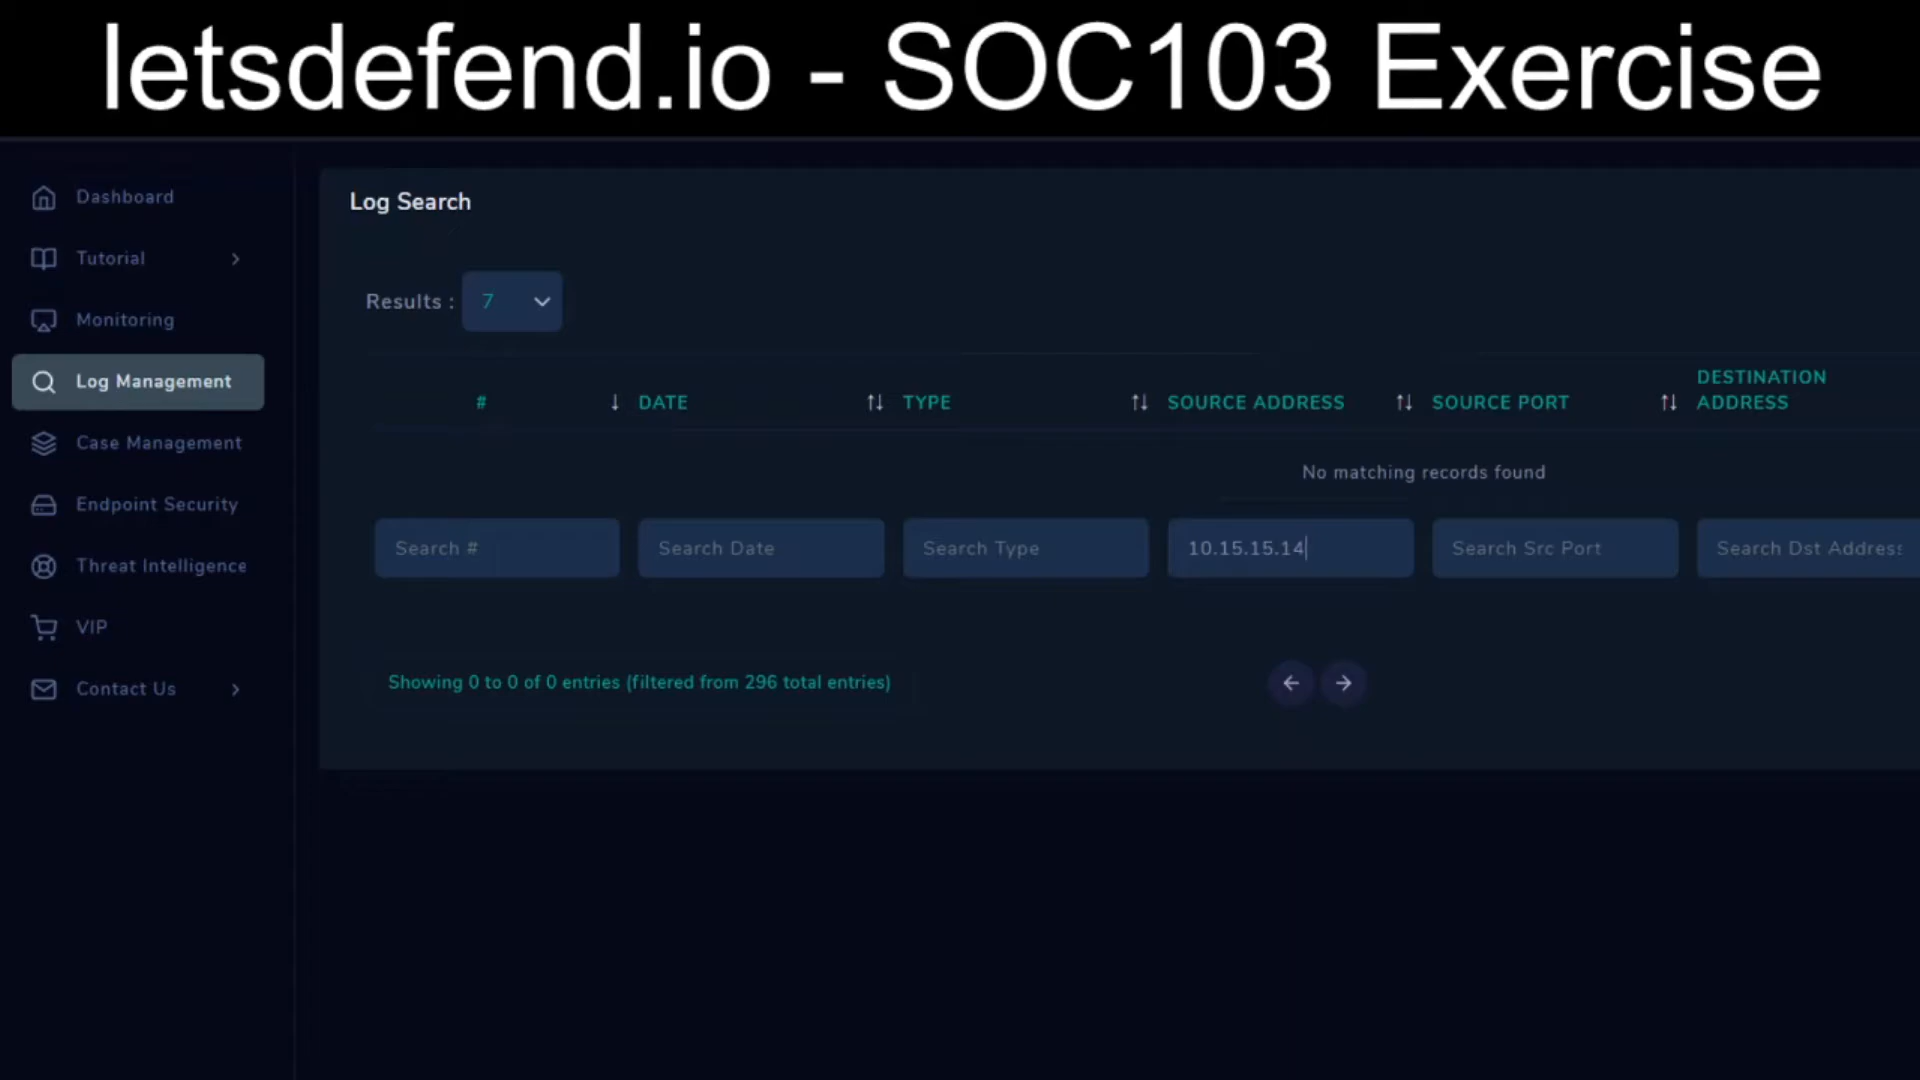 letsdefend.io - SOC103 Exercise
Dashboard
Tutorial
Monitoring
Log Management
Case Management
Endpoint Security
Threat Intelligence
VIP
Contact Us
Log Search
Results : 7
# DATE TYPE SOURCE ADDRESS SOURCE PORT DESTINATION
ADDRESS
No matching records found
Search # Search Date Search Type 10.15.15.14 Search Src Port Search Dst Address
Showing 0 to 0 of 0 entries (filtered from 296 total entries)